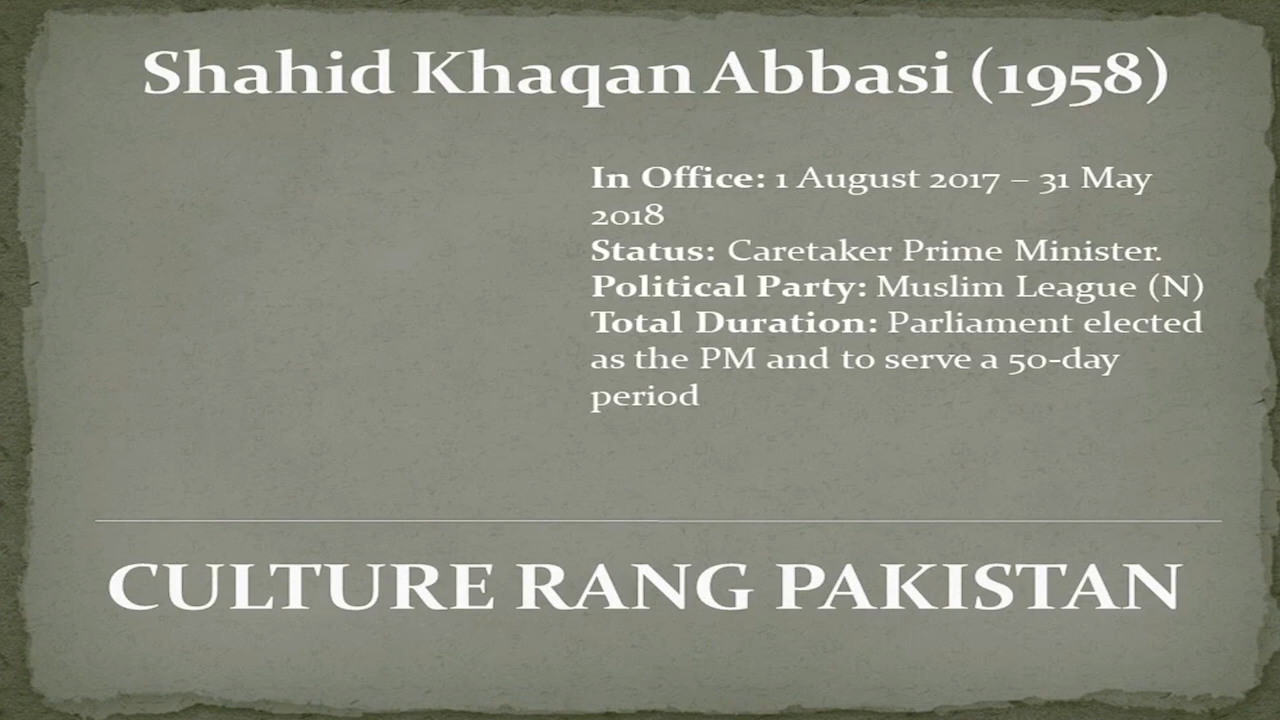 Shahid Khaqan Abbasi (1958)
In Office: 1 August 2017 – 31 May
2018
Status: Caretaker Prime Minister.
Political Party: Muslim League (N)
Total Duration: Parliament elected
as the PM and to serve a 50-day
period
CULTURE RANG PAKISTAN